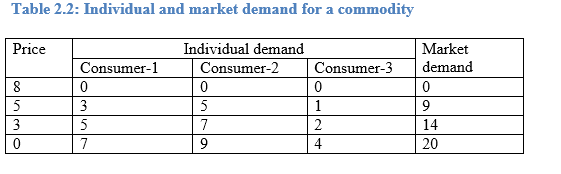 Table 2.2: Individual and market demand for a commodity
Price Individual demand Market demand
Consumer-1 Consumer-2 Consumer-3
8 0 0 0 0
5 3 5 1 9
3 5 7 2 14
0 7 9 4 20